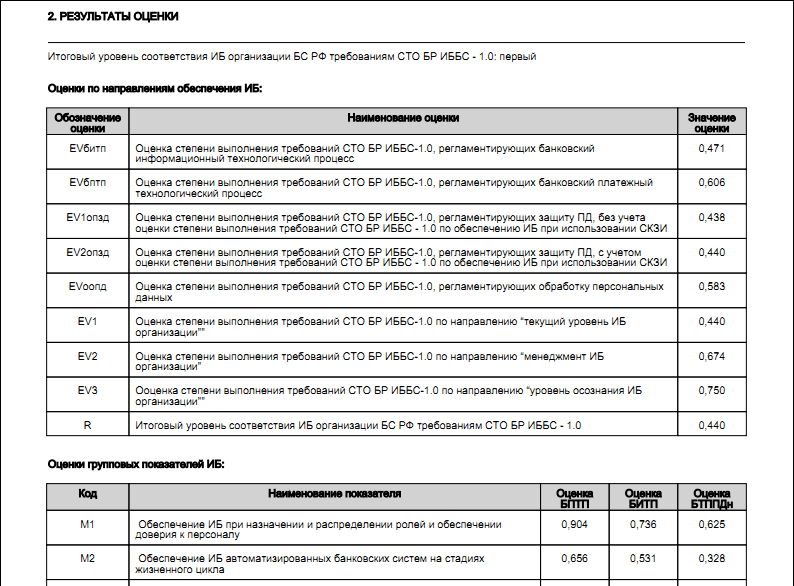 2. РЕЗУЛЬТАТЫ ОЦЕНКИ
Итоговый уровень соответствия ИБ организации БС РФ требованиям СТО БР ИББС - 1.0: первый
Оценки по направлениям обеспечения ИБ:
Обозначение оценки Наименование оценки Значение оценки
EVбитп Оценка степени выполнения требований СТО БР ИББС-1.0, регламентирующих банковский 0,471
информационный технологический процесс
EVбптп Оценка степени выполнения требований СТО БР ИББС-1.0, регламентирующих банковский платежный 0,606
технологический процесс
EV1опзд Оценка степени выполнения требований СТО БР ИББС-1.0, регламентирующих защиту ПД, без учета 0,438
оценки степени выполнения требований СТО БР ИББС - 1.0 по обеспечению ИБ при использовании СКЗИ
EV2опзд Оценка степени выполнения требований СТО БР ИББС-1.0, регламентирующих защиту ПД, с учетом 0,440
оценки степени выполнения требований СТО БР ИББС - 1.0 по обеспечению ИБ при использовании СКЗИ
EVоопд Оценка степени выполнения требований СТО БР ИББС-1.0, регламентирующих обработку персональных 0,583
данных
EV1 Оценка степени выполнения требований СТО БР ИББС-1.0 по направлению “текущий уровень ИБ 0,440
организации””
EV2 Оценка степени выполнения требований СТО БР ИББС-1.0 по направлению “менеджмент ИБ 0,674
организации”
EV3 Ооценка степени выполнения требований СТО БР ИББС-1.0 по направлению “уровень осознания ИБ 0,750
организации””
R Итоговый уровень соответствия ИБ организации БС РФ требованиям СТО БР ИББС - 1.0 0,440
Оценки групповых показателей ИБ:
Код Наименование показателя Оценка БПТП Оценка БИТП Оценка БТППДн
М1 Обеспечение ИБ при назначении и распределении ролей и обеспечении 0,904 0,736 0,625
доверия к персоналу
М2 Обеспечение ИБ автоматизированных банковских систем на стадиях 0,656 0,531 0,328
жизненного цикла